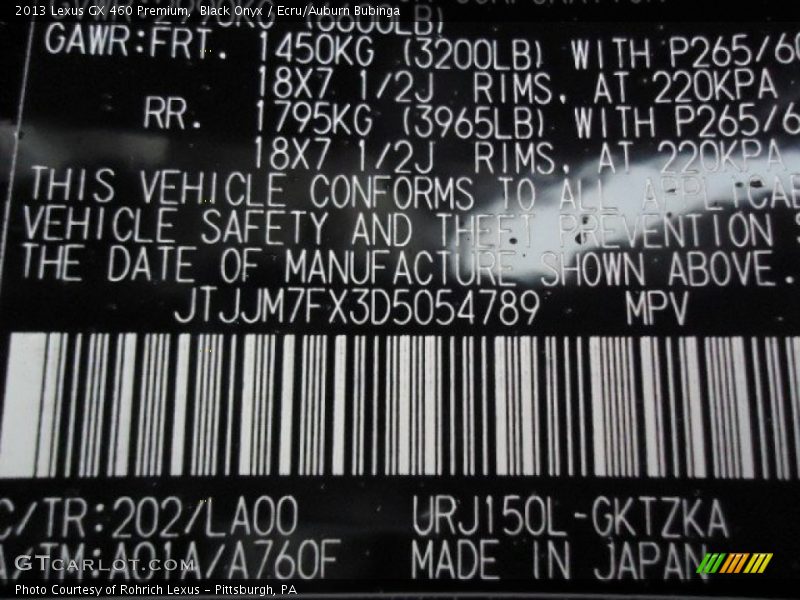 2013 Lexus GX 460 Premium, Black Onyx / Ecru/Auburn Bubinga
(6600LB)
GAWR:FRT. 1450KG (3200LB) WITH P265/60
18X7 1/2J RIMS, AT 220KPA
RR. 1795KG (3965LB) WITH P265/6
18X7 1/2J RIMS, AT 220KPA
THIS VEHICLE CONFORMS TO ALL APPLICAB
VEHICLE SAFETY AND THEFT PREVENTION S
THE DATE OF MANUFACTURE SHOWN ABOVE.
JTJJM7FX3D5054789 MPV
C/TR:202/LA00 URJ150L-GKTZKA
A/TM:A01A/A760F MADE IN JAPAN
GTCarlot.com
Photo Courtesy of Rohrich Lexus - Pittsburgh, PA